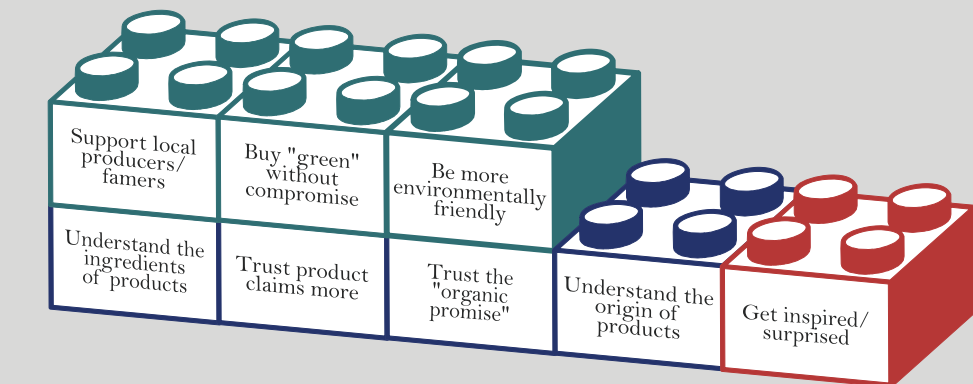 Support local
producers/
famers
Buy "green"
without
compromise
Be more
environmentally
friendly
Understand the
ingredients
of products
Trust product
claims more
Trust the
"organic
promise"
Understand the
origin of
products
Get inspired/
surprised